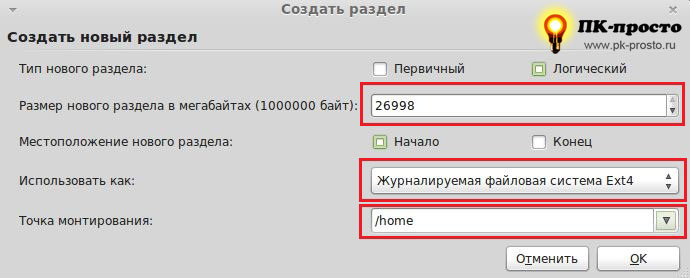 Создать раздел
Создать новый раздел
ПК-просто
www.pk-prosto.ru
Тип нового раздела: Первичный Логический
Размер нового раздела в мегабайтах (1000000 байт): 26998
Местоположение нового раздела: Начало Конец
Использовать как: Журналируемая файловая система Ext4
Точка монтирования: /home
Отменить OK